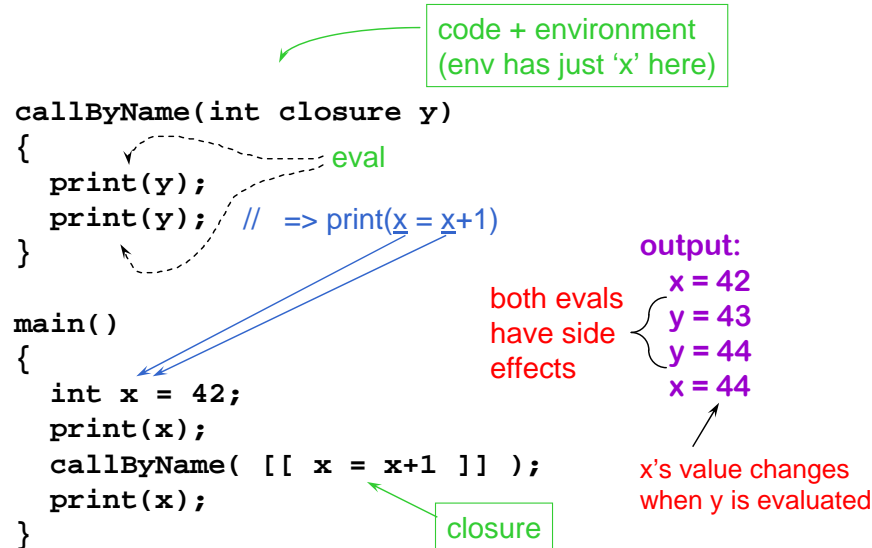 code + environment
(env has just ‘x’ here)
callByName(int closure y)
{
eval
print(y);
print(y); // => print(x = x+1)
}
output:
x = 42
y = 43
y = 44
x = 44
both evals
have side
effects
x’s value changes
when y is evaluated
main()
{
int x = 42;
print(x);
callByName( [[ x = x+1 ]] );
print(x);
}
closure